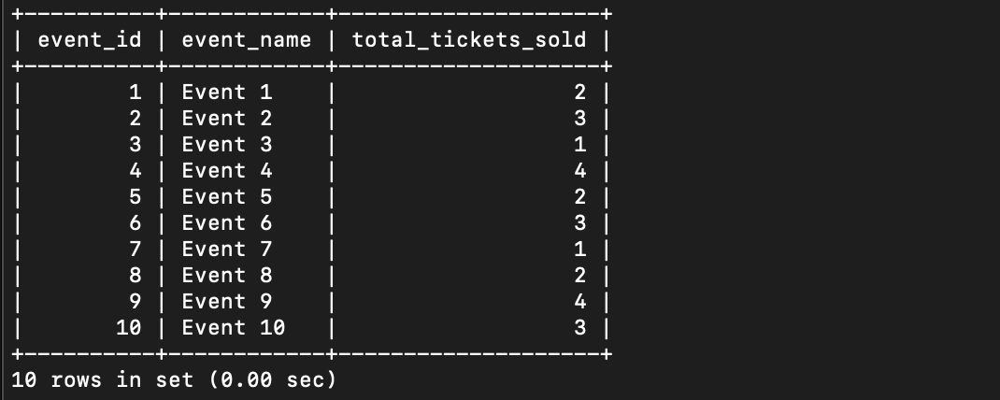 +----------+------------+--------------------+
| event_id | event_name | total_tickets_sold |
+----------+------------+--------------------+
|        1 | Event 1    |                  2 |
|        2 | Event 2    |                  3 |
|        3 | Event 3    |                  1 |
|        4 | Event 4    |                  4 |
|        5 | Event 5    |                  2 |
|        6 | Event 6    |                  3 |
|        7 | Event 7    |                  1 |
|        8 | Event 8    |                  2 |
|        9 | Event 9    |                  4 |
|       10 | Event 10   |                  3 |
+----------+------------+--------------------+
10 rows in set (0.00 sec)